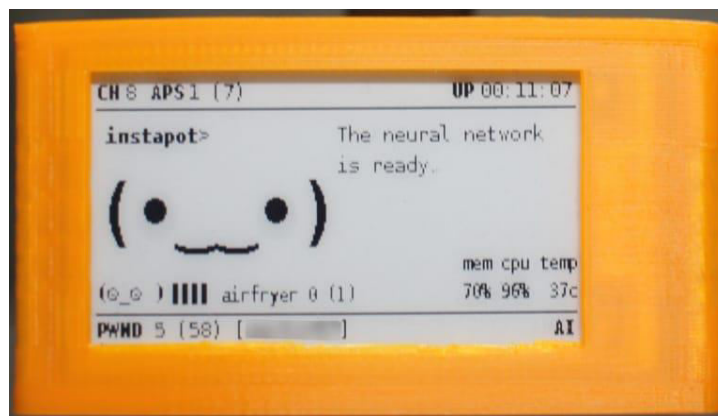 CH 8 APS 1 (7) UP 00:11:07
instapot> The neural network
is ready.
(● ‿‿ ●)
mem cpu temp
(☉_☉ ) ▌▌▌▌ airfryer 0 (1) 70% 96% 37c
PWND 5 (58) [ ] AI